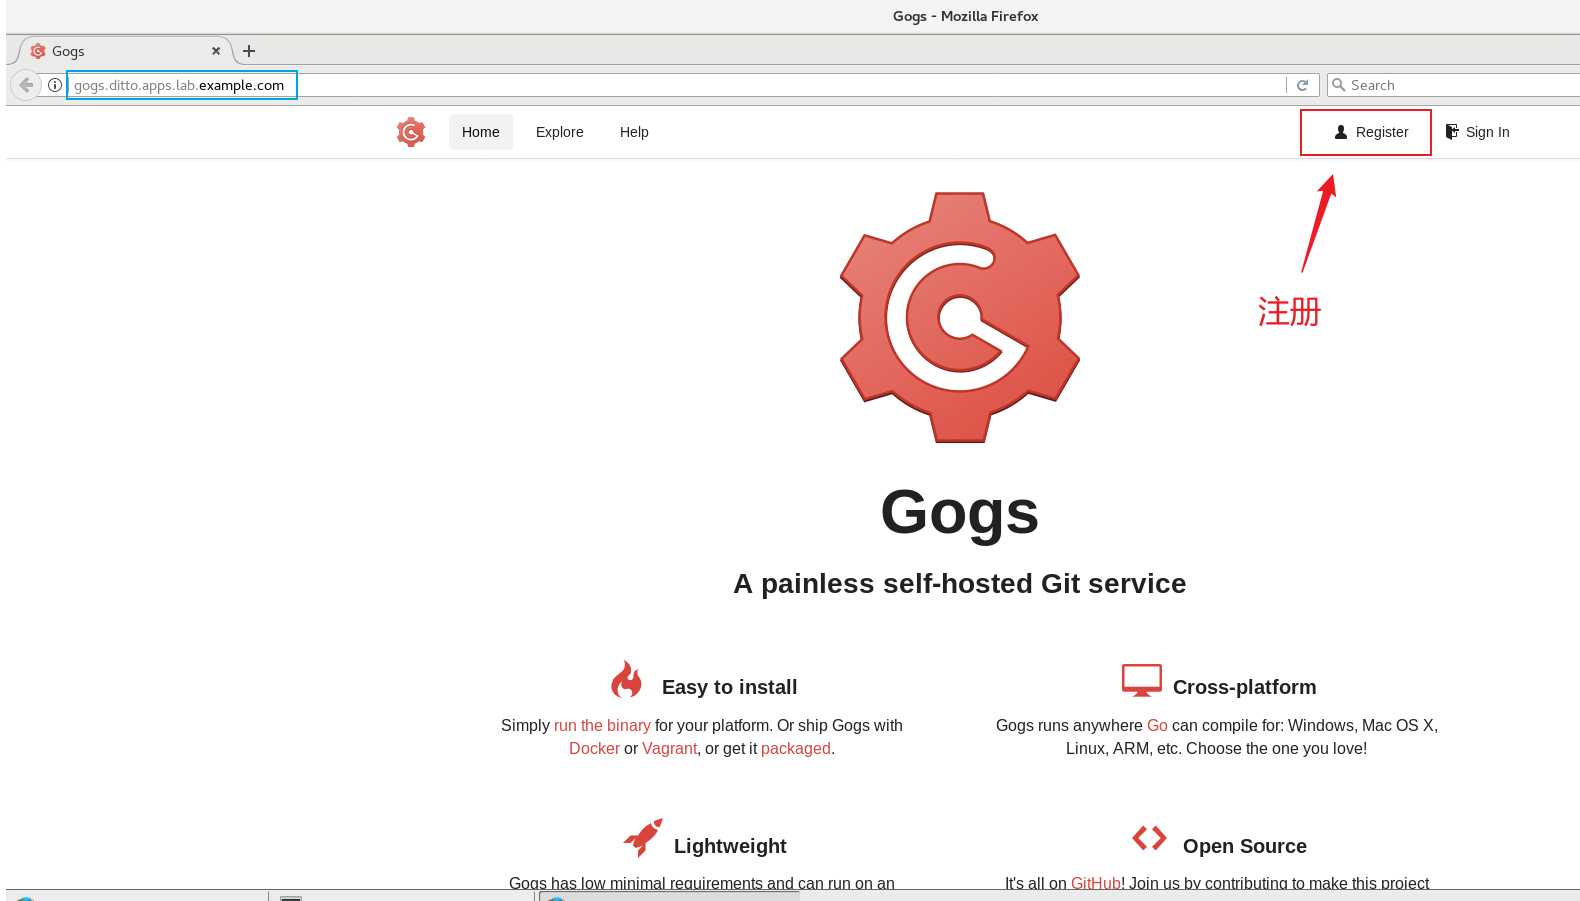 Gogs - Mozilla Firefox
Gogs
gogs.ditto.apps.lab.example.com
Search
Home Explore Help Register Sign In
注册
Gogs
A painless self-hosted Git service
Easy to install
Simply run the binary for your platform. Or ship Gogs with
Docker or Vagrant, or get it packaged.
Cross-platform
Gogs runs anywhere Go can compile for: Windows, Mac OS X,
Linux, ARM, etc. Choose the one you love!
Lightweight
Gogs has low minimal requirements and can run on an
Open Source
It's all on GitHub! Join us by contributing to make this project